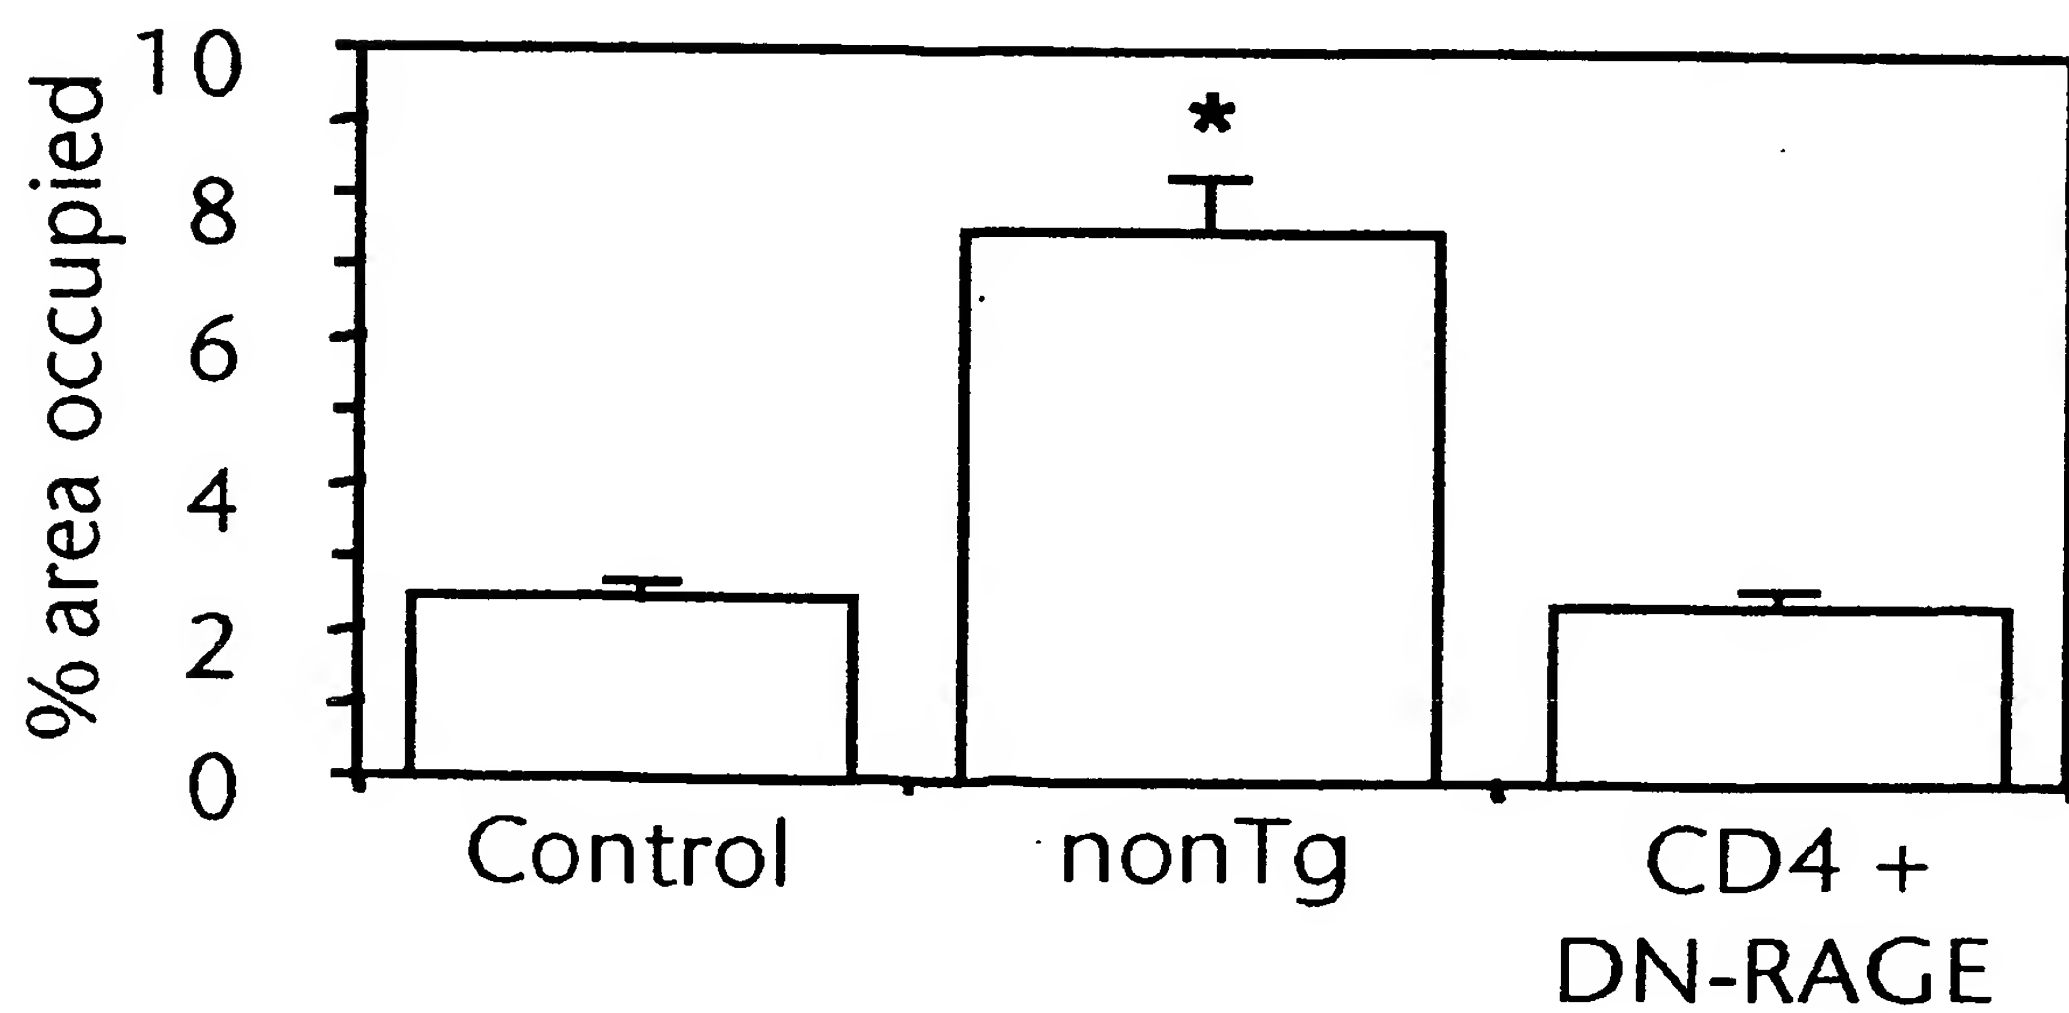 % area occupied
10
8
6
4
2
0
*
Control
nonTg
CD4 +
DN-RAGE